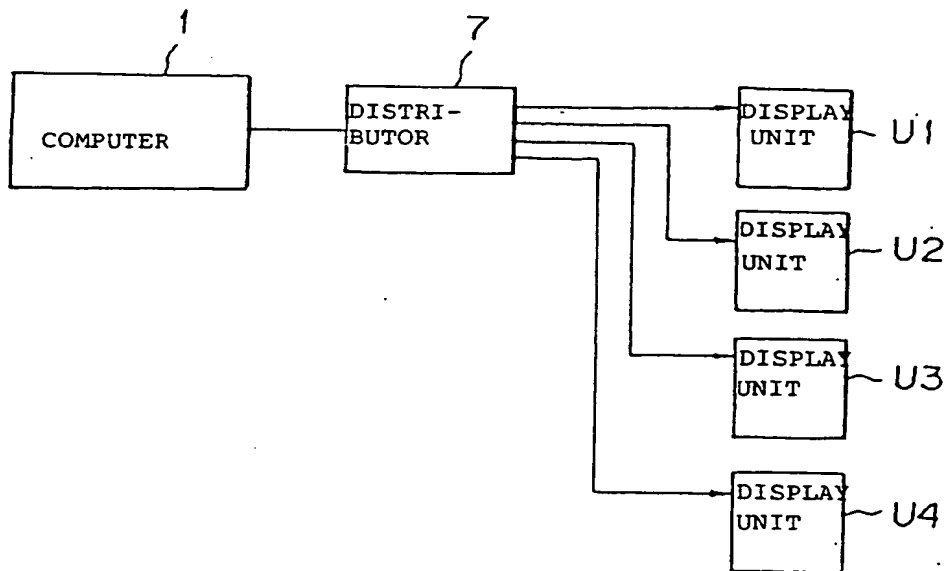 1
7
COMPUTER
DISTRI-
BUTOR
DISPLAY
UNIT
U1
DISPLAY
UNIT
U2
DISPLAY
UNIT
U3
DISPLAY
UNIT
U4